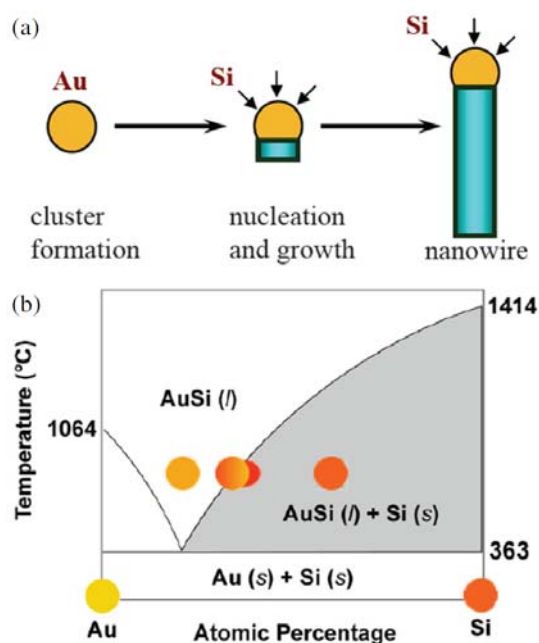 (a)
Au
Si
Si
cluster
formation
nucleation
and growth
nanowire
(b)
Temperature (°C)
1414
1064
AuSi (l)
AuSi (l) + Si (s)
363
Au (s) + Si (s)
Au
Atomic Percentage
Si